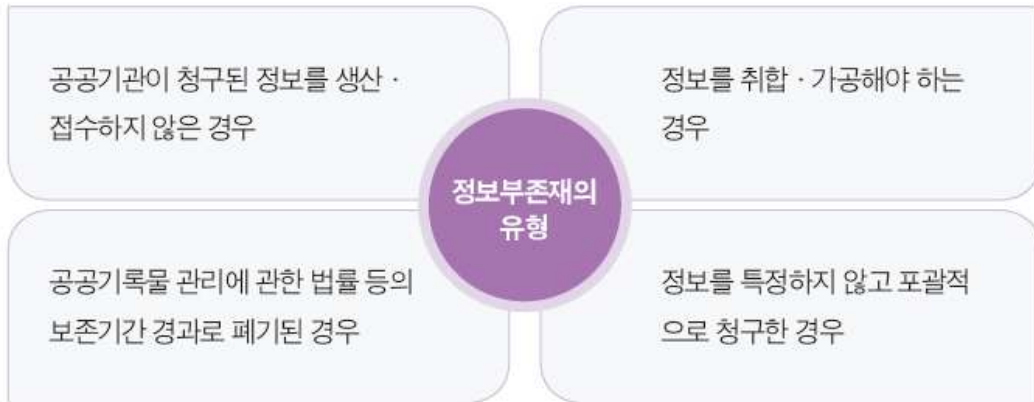 공공기관이 청구된 정보를 생산 ·
접수하지 않은 경우
정보를 취합 · 가공해야 하는
경우
정보부존재의
유형
공공기록물 관리에 관한 법률 등의
보존기간 경과로 폐기된 경우
정보를 특정하지 않고 포괄적
으로 청구한 경우